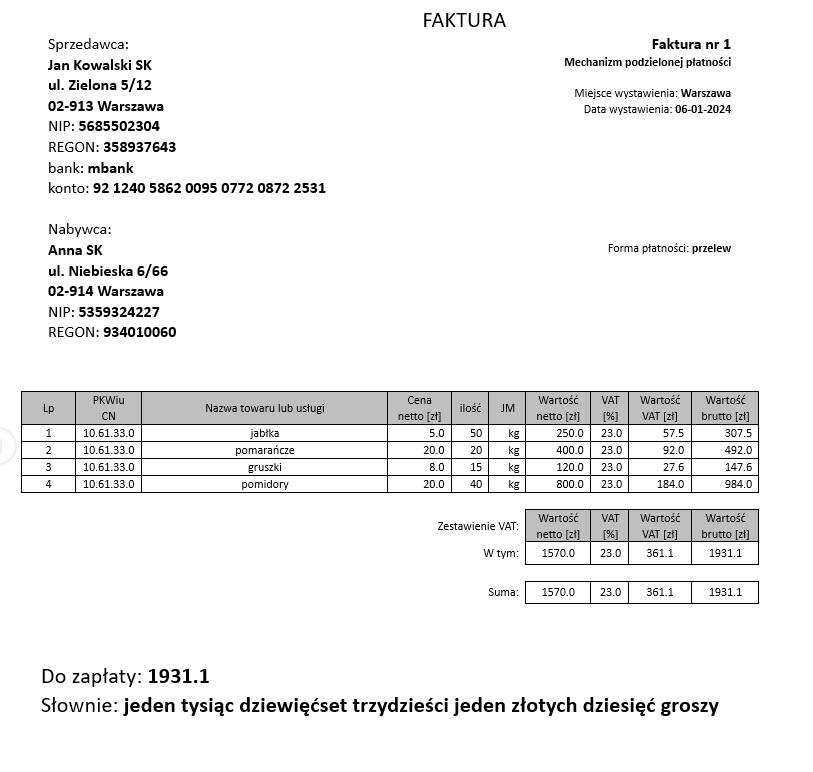 FAKTURA
Sprzedawca:
Jan Kowalski SK
ul. Zielona 5/12
02-913 Warszawa
NIP: 5685502304
REGON: 358937643
bank: mbank
konto: 92 1240 5862 0095 0772 0872 2531
Faktura nr 1
Mechanizm podzielonej płatności
Miejsce wystawienia: Warszawa
Data wystawienia: 06-01-2024
Nabywca:
Anna SK
ul. Niebieska 6/66
02-914 Warszawa
NIP: 5359324227
REGON: 934010060
Forma płatności: przelew
Lp PKWiu CN Nazwa towaru lub usługi Cena netto [zł] ilość JM Wartość netto [zł] VAT [%] Wartość VAT [zł] Wartość brutto [zł]
1 10.61.33.0 jabłka 5.0 50 kg 250.0 23.0 57.5 307.5
2 10.61.33.0 pomarańcze 20.0 20 kg 400.0 23.0 92.0 492.0
3 10.61.33.0 gruszki 8.0 15 kg 120.0 23.0 27.6 147.6
4 10.61.33.0 pomidory 20.0 40 kg 800.0 23.0 184.0 984.0
Zestawienie VAT: Wartość netto [zł] VAT [%] Wartość VAT [zł] Wartość brutto [zł]
W tym: 1570.0 23.0 361.1 1931.1
Suma: 1570.0 23.0 361.1 1931.1
Do zapłaty: 1931.1
Słownie: jeden tysiąc dziewięćset trzydzieści jeden złotych dziesięć groszy